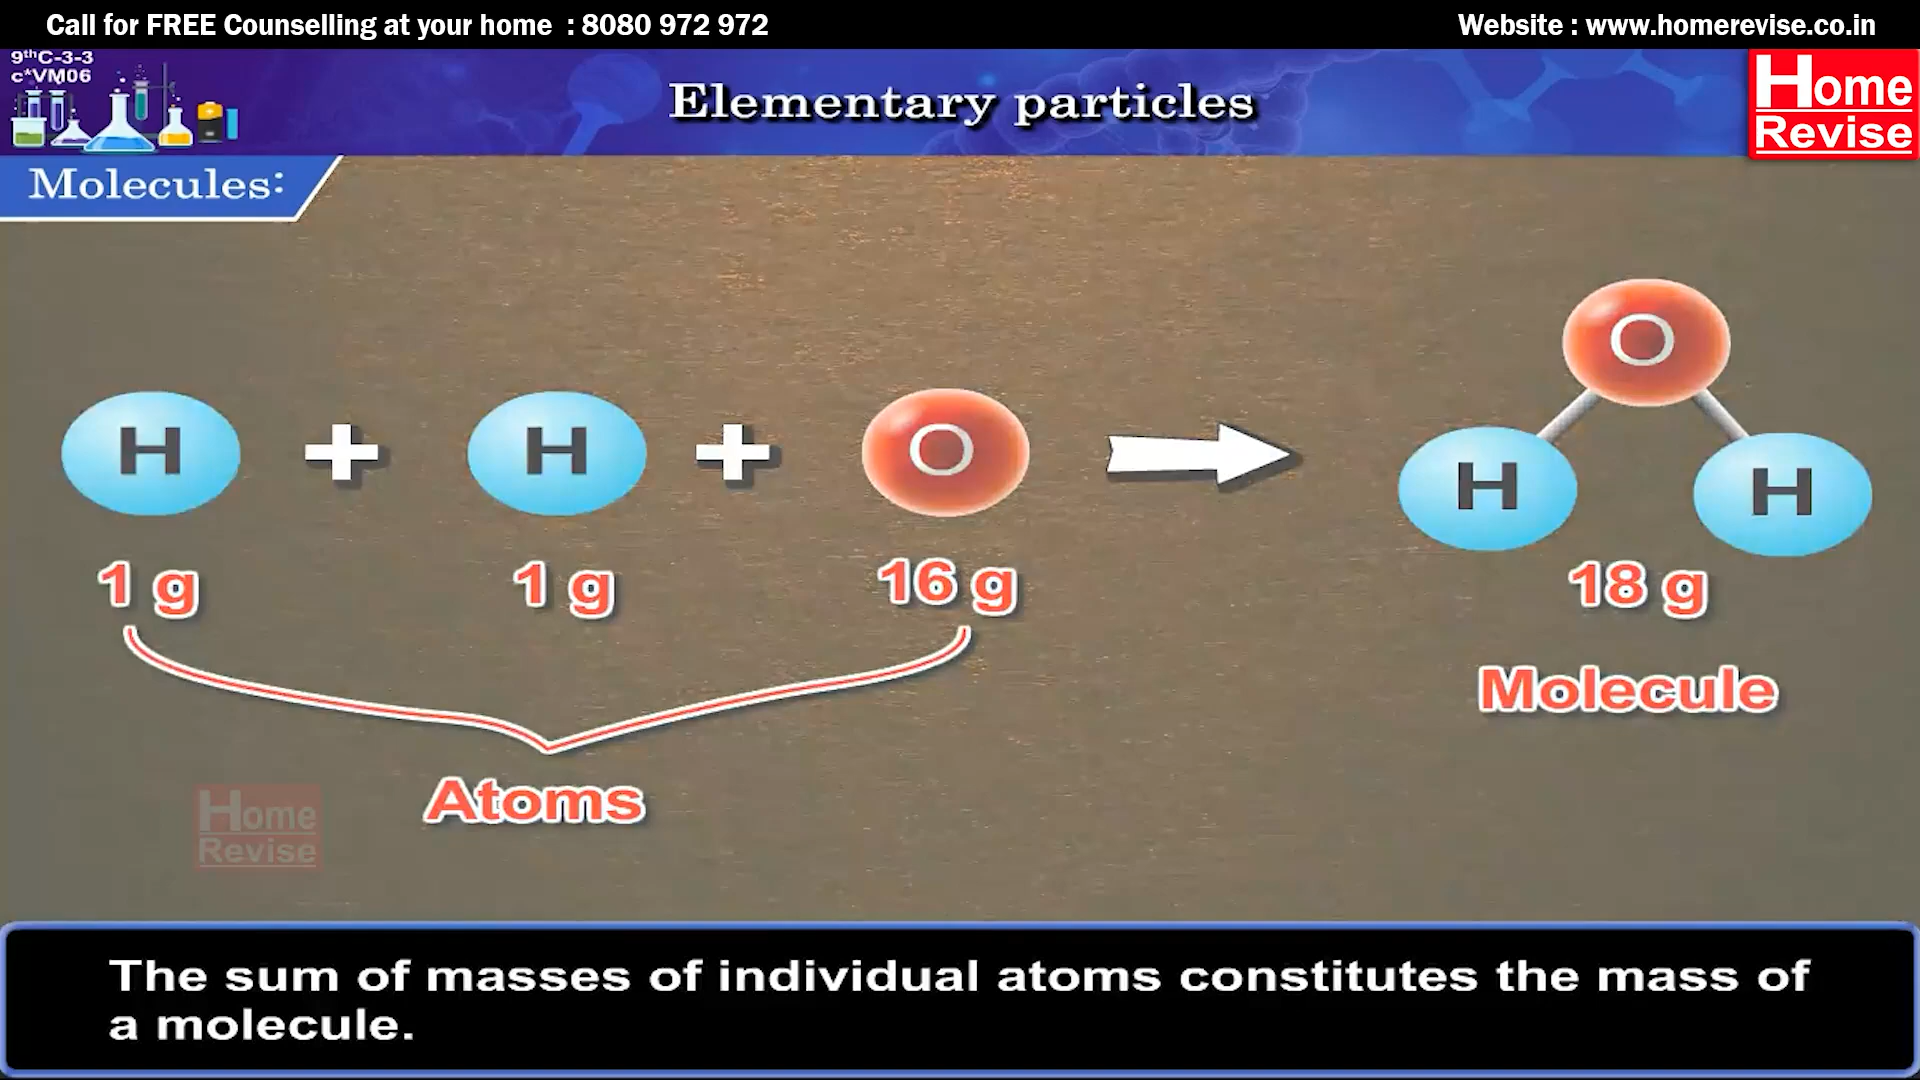 Call for FREE Counselling at your home : 8080 972 972
Website : www.homerevise.co.in
9thC-3-3
c*VM06
Elementary particles
Home
Revise
Molecules:
O
H + H + O
H H
1 g 1 g 16 g 18 g
Molecule
Atoms
Home
Revise
The sum of masses of individual atoms constitutes the mass of
a molecule.